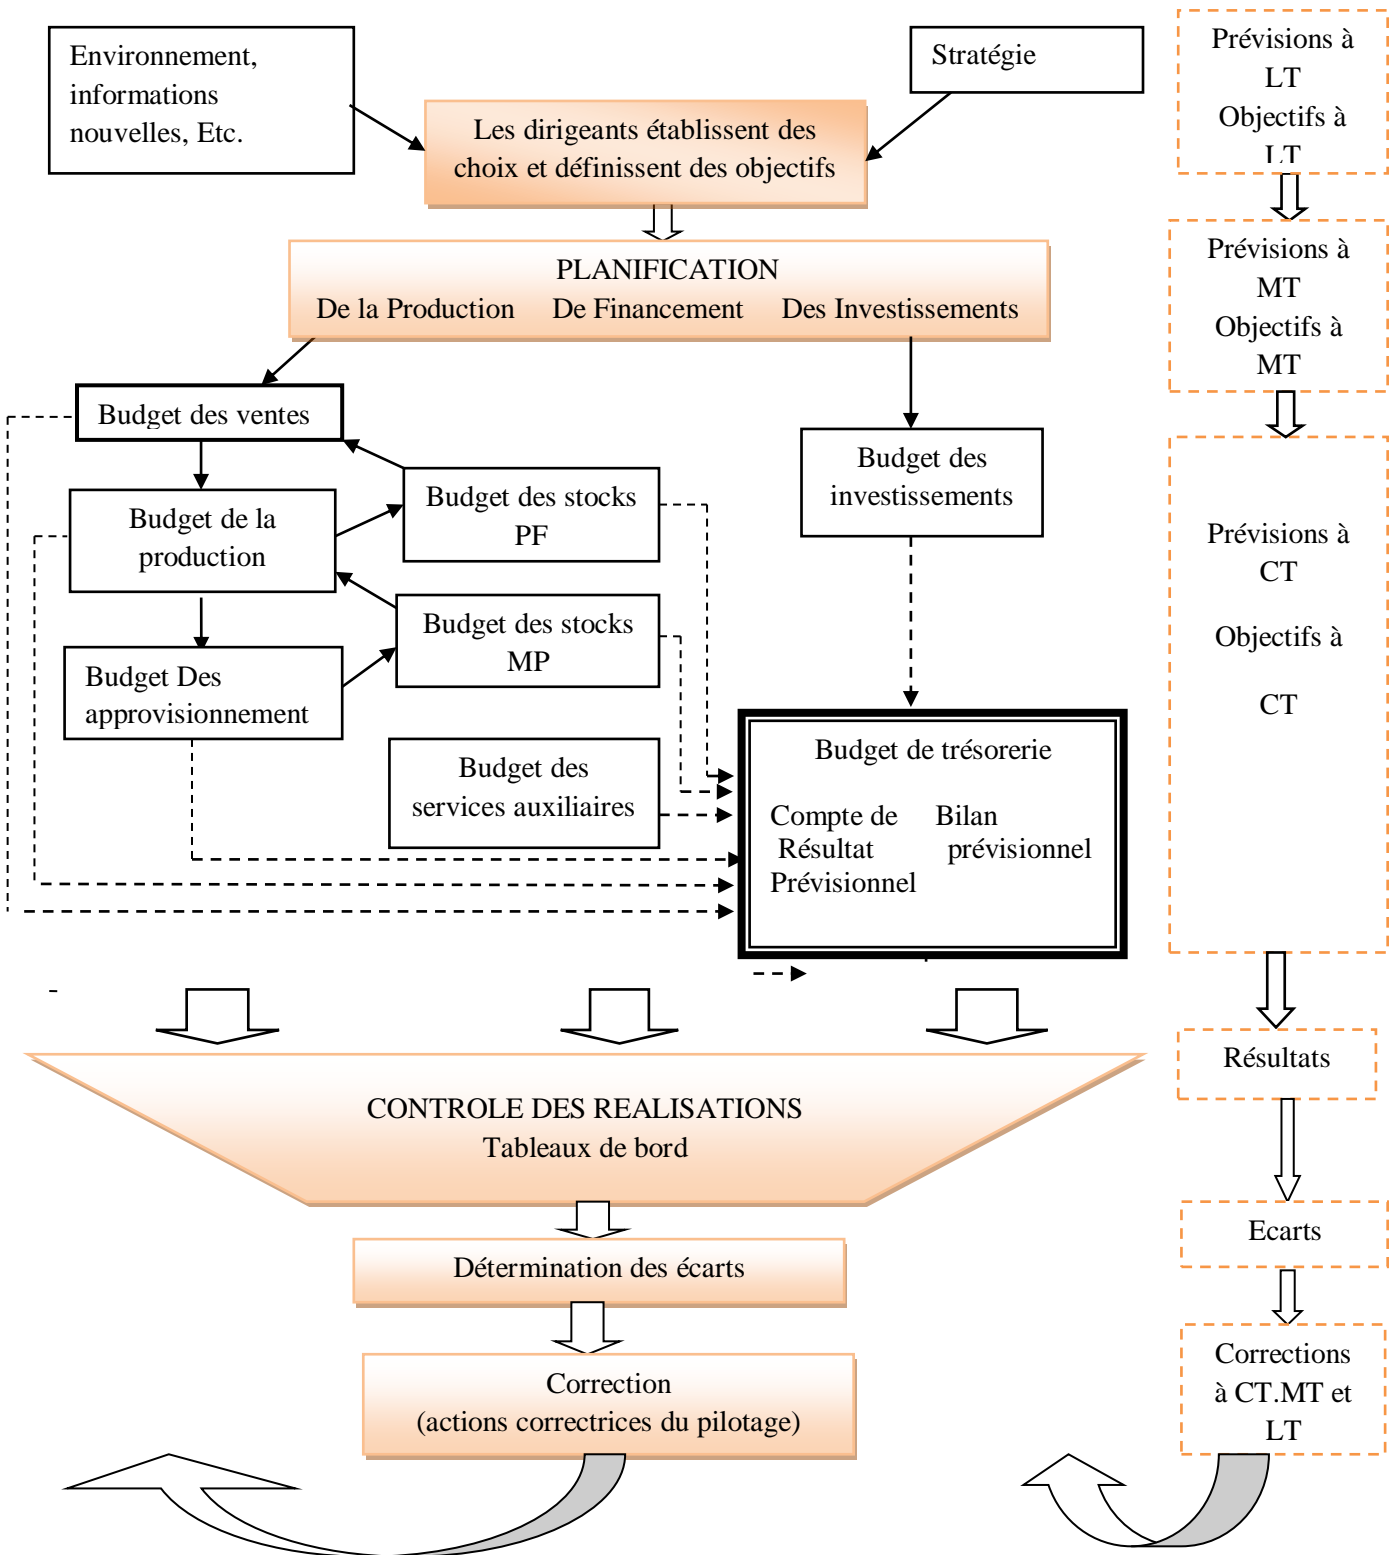 Environnement,
informations
nouvelles, Etc.
Stratégie
Les dirigeants établissent des
choix et définissent des objectifs
Prévisions à
LT
Objectifs à
LT
PLANIFICATION
De la Production De Financement Des Investissements
Prévisions à
MT
Objectifs à
MT
Budget des ventes
Budget de la
production
Budget des stocks
PF
Budget des
investissements
Budget des stocks
MP
Budget Des
approvisionnement
Budget des
services auxiliaires
Budget de trésorerie
Compte de Bilan
Résultat prévisionnel
Prévisionnel
Prévisions à
CT
Objectifs à
CT
CONTROLE DES REALISATIONS
Tableaux de bord
Résultats
Détermination des écarts
Ecarts
Correction
(actions correctrices du pilotage)
Corrections
à CT.MT et
LT